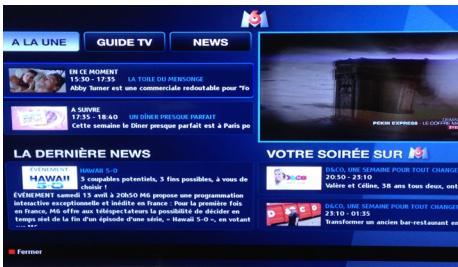 M6
A LA UNE
GUIDE TV
NEWS
EN CE MOMENT
15:30 - 17:35 LA TOILE DU MENSONGE
Abby Turner est une commerciale redoutable pour "Fo
A SUIVRE
17:35 - 18:40 UN DÎNER PRESQUE PARFAIT
Cette semaine le Dîner presque parfait est à Paris po
PEKIN EXPRESS - LE COFFRE
LA DERNIÈRE NEWS
ÉVÉNEMENT
HAWAII
5-0
HAWAII 5-0
3 coupables potentiels, 3 fins possibles, à vous de
choisir !
ÉVÉNEMENT samedi 13 avril à 20h50 M6 propose une programmation
interactive exceptionnelle et inédite en France : Pour la première fois
en France, M6 offre aux téléspectateurs la possibilité de décider en
temps réel de la fin d'un épisode d'une série, « Hawaii 5-0 », en votant
VOTRE SOIRÉE SUR M6
D&CO
D&CO, UNE SEMAINE POUR TOUT CHANGE
20:50 - 23:10
Valère et Céline, 38 ans tous deux, ont
D&CO, UNE SEMAINE POUR TOUT CHANGE
23:10 - 01:35
Transformer un ancien bar-restaurant en
Fermer